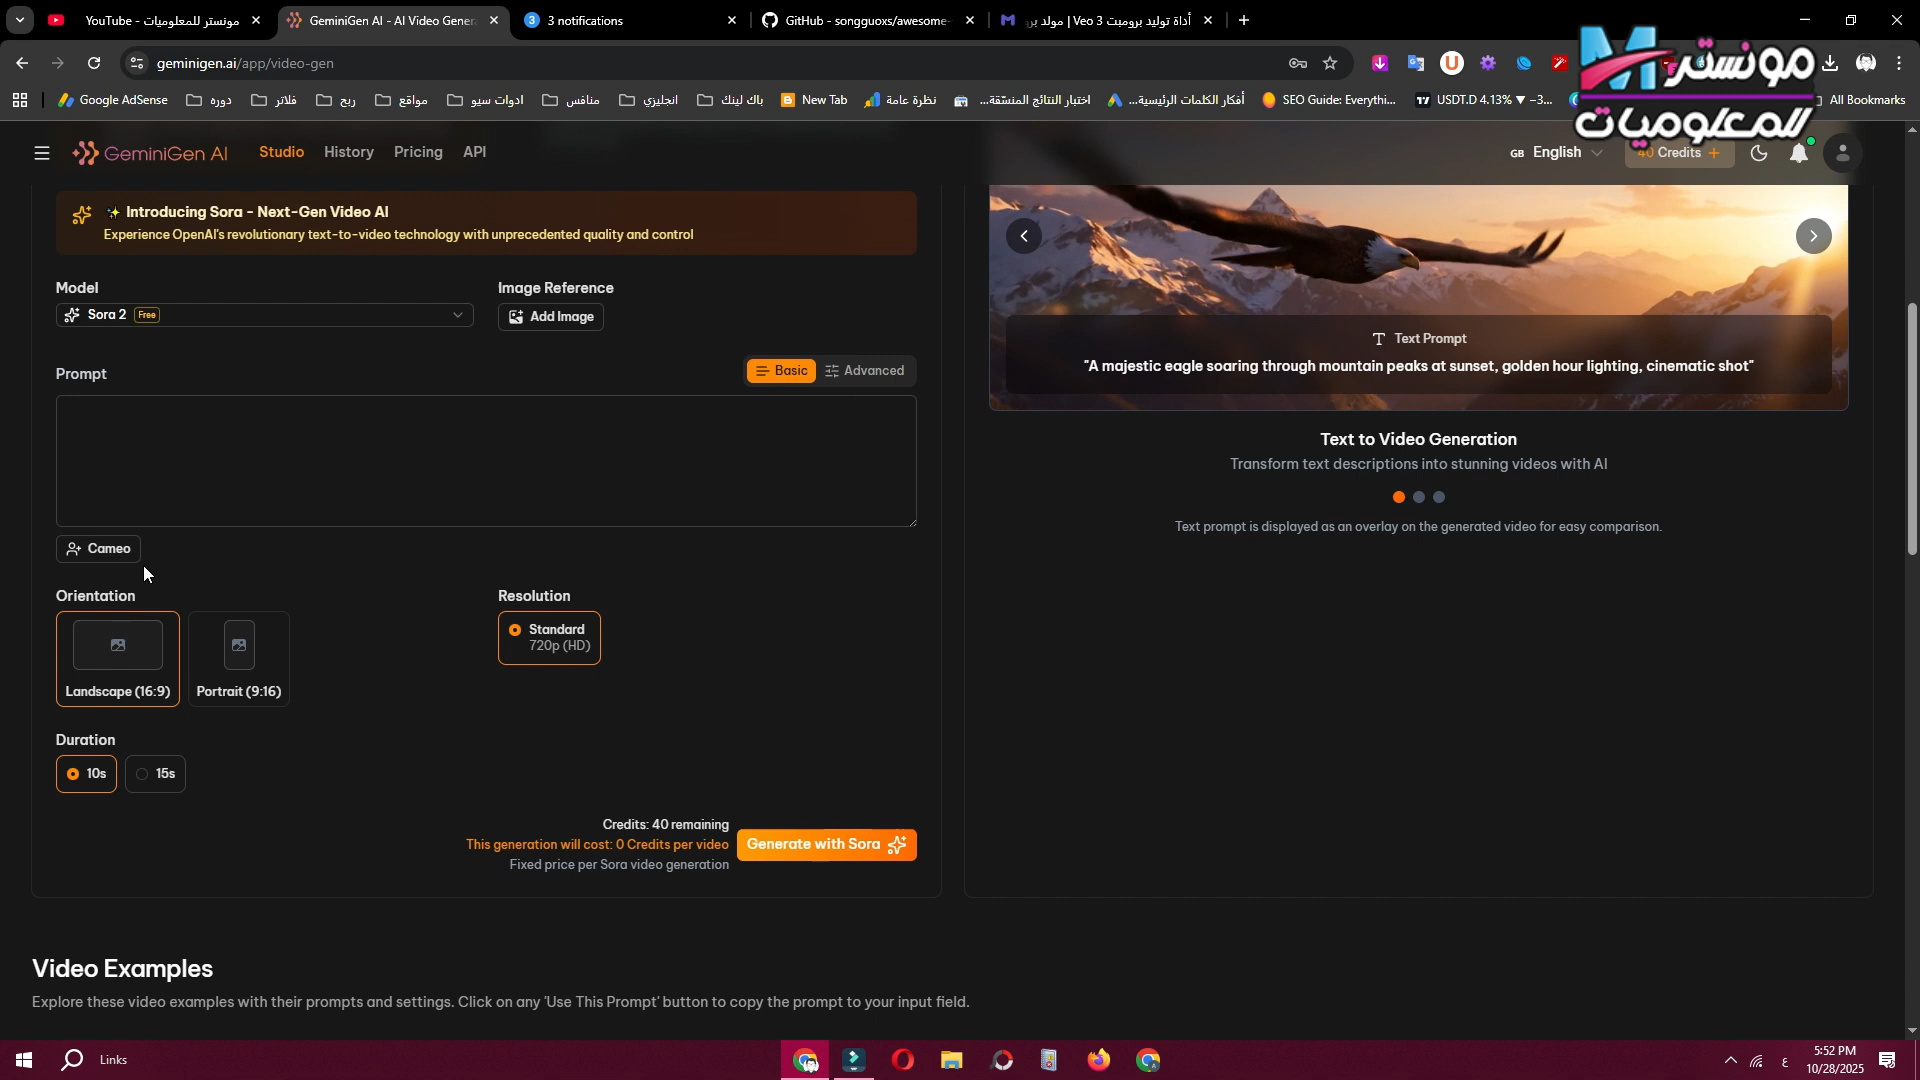 YouTube - مونستر للمعلوميات
GeminiGen AI - AI Video Gener
3 notifications
GitHub - songguoxs/awesome-
أداة توليد برومبت Veo 3 | مولد برو
geminigen.ai/app/video-gen
Google AdSense
دوره
فلاتر
ربح
مواقع
ادوات سيو
منافس
انجليزي
باك لينك
New Tab
نظرة عامة
اختبار النتائج المنسّقة...
أفكار الكلمات الرئيسية...
SEO Guide: Everythi...
USDT.D 4.13% ▼ −3...
All Bookmarks
مونستر
للمعلوميات
GeminiGen AI
Studio
History
Pricing
API
GB English
40 Credits +
✨ Introducing Sora - Next-Gen Video AI
Experience OpenAI's revolutionary text-to-video technology with unprecedented quality and control
Model
Image Reference
Sora 2 Free
Add Image
Prompt
Basic
Advanced
Cameo
Orientation
Resolution
Standard
720p (HD)
Landscape (16:9)
Portrait (9:16)
Duration
10s
15s
Credits: 40 remaining
This generation will cost: 0 Credits per video
Fixed price per Sora video generation
Generate with Sora
Text Prompt
"A majestic eagle soaring through mountain peaks at sunset, golden hour lighting, cinematic shot"
Text to Video Generation
Transform text descriptions into stunning videos with AI
Text prompt is displayed as an overlay on the generated video for easy comparison.
Video Examples
Explore these video examples with their prompts and settings. Click on any 'Use This Prompt' button to copy the prompt to your input field.
Links
ع
5:52 PM
10/28/2025